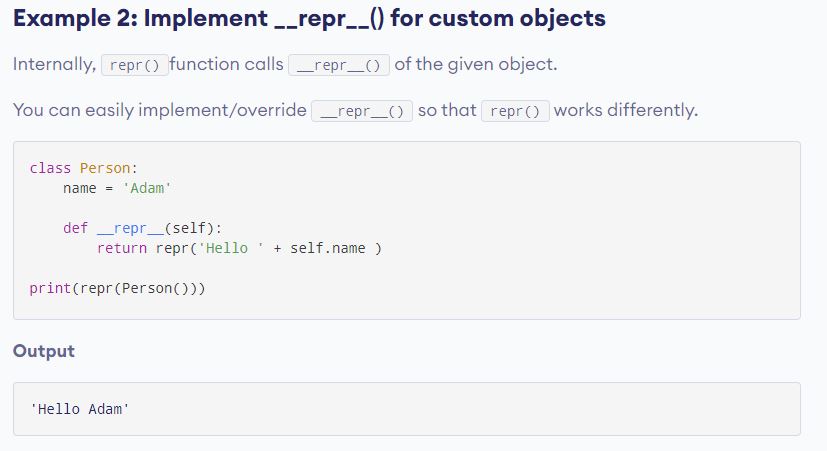 Example 2: Implement __repr__() for custom objects
Internally, repr() function calls __repr__() of the given object.
You can easily implement/override __repr__() so that repr() works differently.
class Person:
    name = 'Adam'
    def __repr__(self):
        return repr('Hello ' + self.name )
print(repr(Person()))
Output
'Hello Adam'